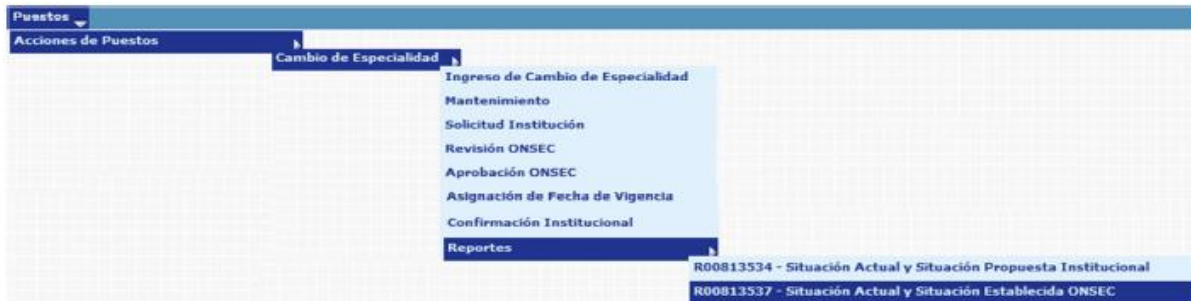 Puestos
Acciones de Puestos
Cambio de Especialidad
Ingreso de Cambio de Especialidad
Mantenimiento
Solicitud Institución
Revisión ONSEC
Aprobación ONSEC
Asignación de Fecha de Vigencia
Confirmación Institucional
Reportes
R00813534 - Situación Actual y Situación Propuesta Institucional
R00813537 - Situación Actual y Situación Establecida ONSEC